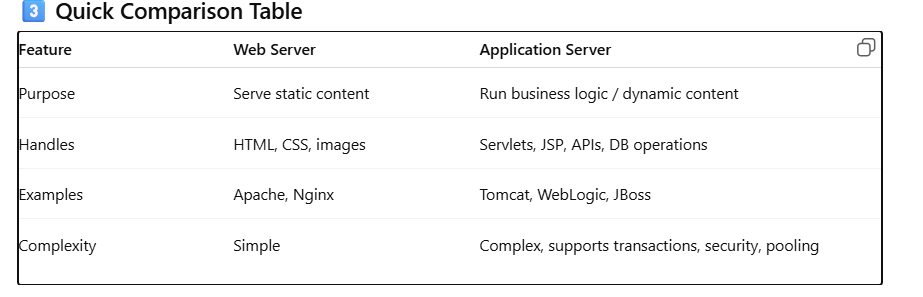 3 Quick Comparison Table
Feature Web Server Application Server
Purpose Serve static content Run business logic / dynamic content
Handles HTML, CSS, images Servlets, JSP, APIs, DB operations
Examples Apache, Nginx Tomcat, WebLogic, JBoss
Complexity Simple Complex, supports transactions, security, pooling